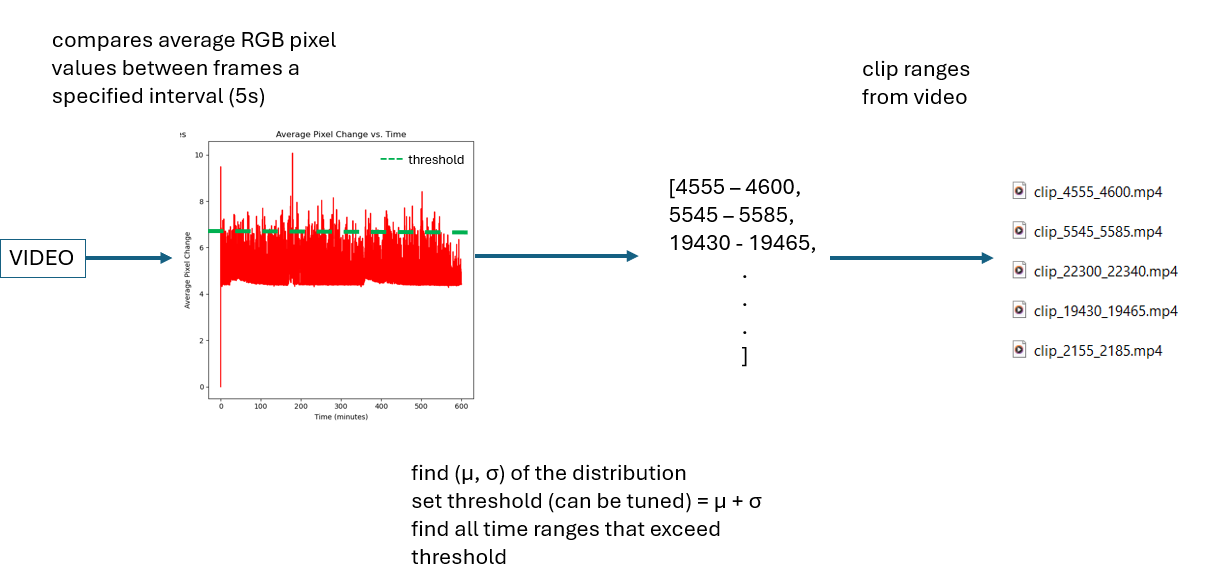 compares average RGB pixel
values between frames a
specified interval (5s)
clip ranges
from video
es
Average Pixel Change vs. Time
threshold
10
8
6
4
2
0
Average Pixel Change
0 100 200 300 400 500 600
Time (minutes)
VIDEO
[4555 – 4600,
5545 – 5585,
19430 - 19465,
.
.
.
]
clip_4555_4600.mp4
clip_5545_5585.mp4
clip_22300_22340.mp4
clip_19430_19465.mp4
clip_2155_2185.mp4
find (μ, σ) of the distribution
set threshold (can be tuned) = μ + σ
find all time ranges that exceed
threshold